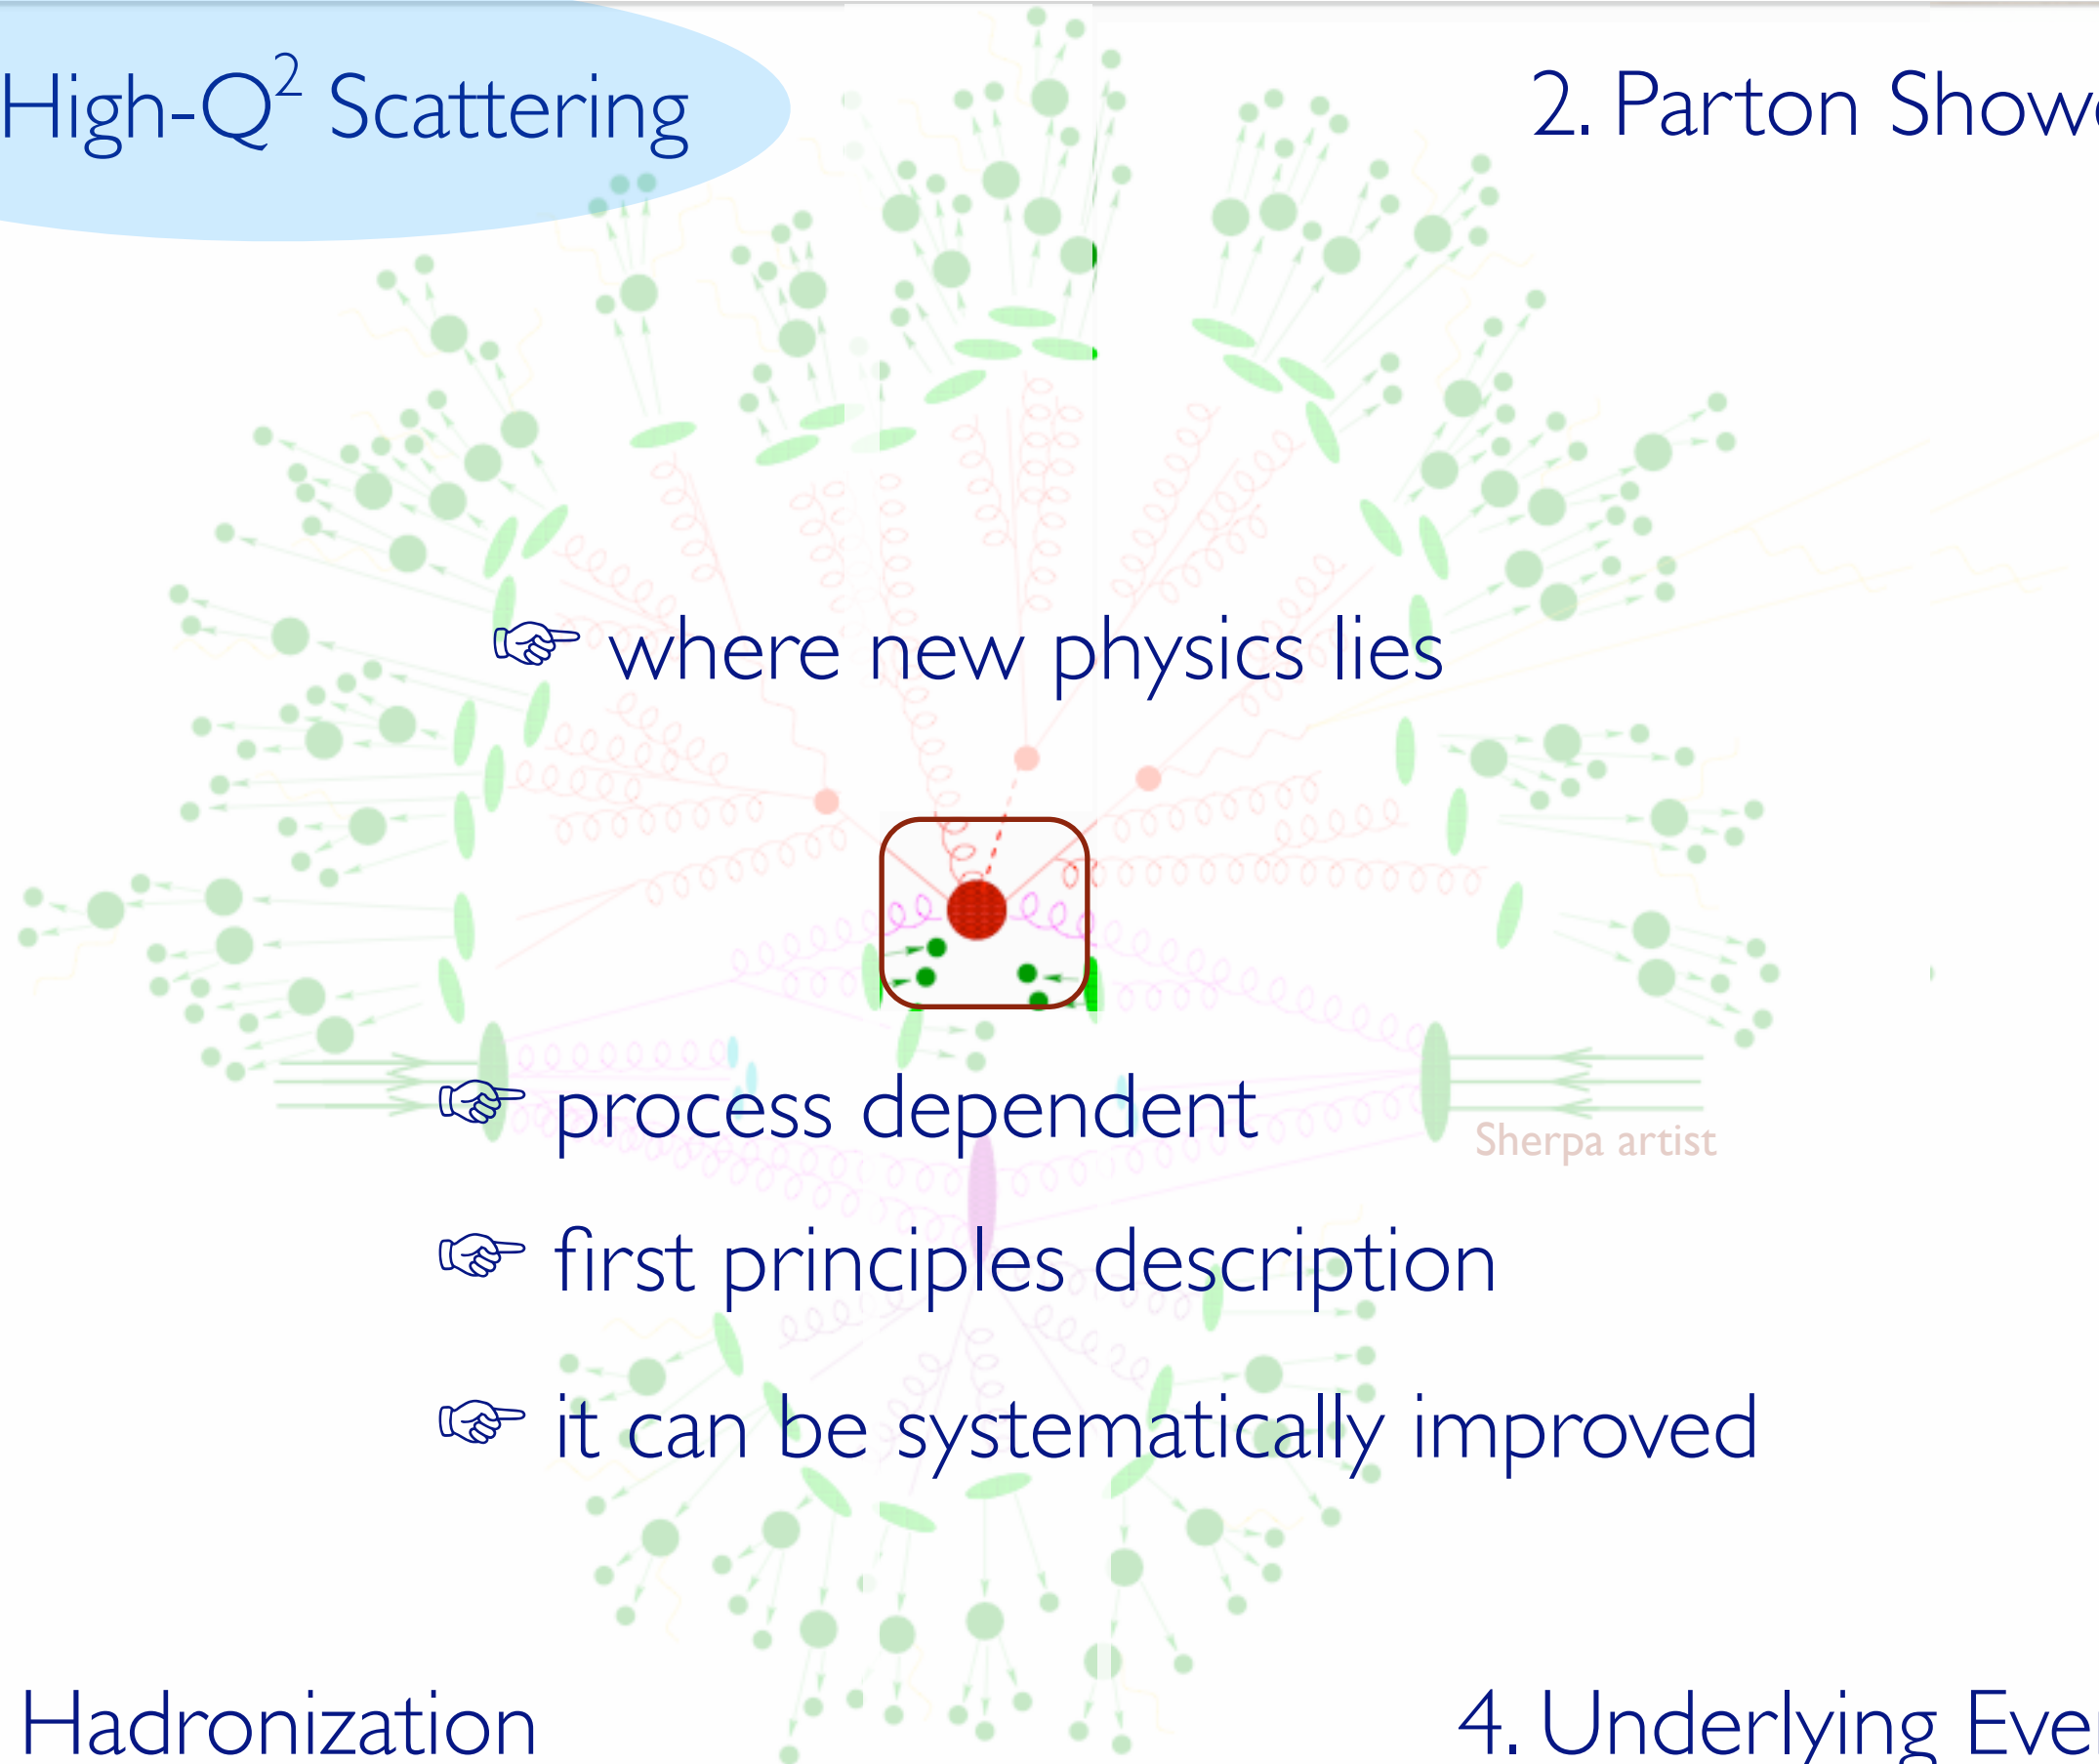 High-Q² Scattering
2. Parton Show
☞ where new physics lies
☞ process dependent
Sherpa artist
☞ first principles description
☞ it can be systematically improved
Hadronization
4. Underlying Eve